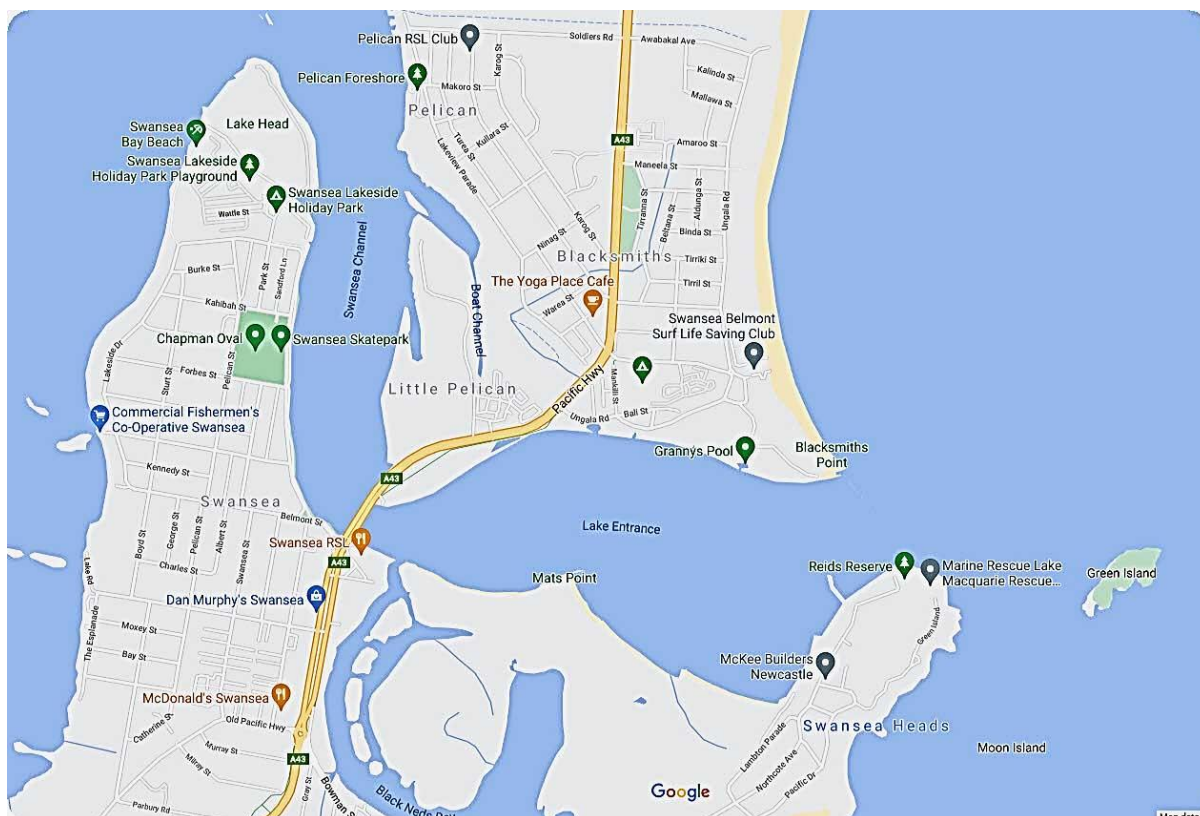 Pelican RSL Club
Soldiers Rd
Awabakal Ave
Karog St
Pelican Foreshore
Makoro St
Kalinda St
Mallawa St
Pelican
Swansea
Bay Beach
Lake Head
Turea St
Kullara St
Lakeview Parade
A43
Amaroo St
Maneela St
Swansea Lakeside
Holiday Park Playground
Swansea Lakeside
Holiday Park
Wattle St
Tirranna St
Beltana St
Aldunga St
Ungala Rd
Karog St
Ninag St
Binda St
Swansea Channel
Blacksmiths
Tirriki St
Burke St
Park St
Sandford Ln
The Yoga Place Cafe
Tirril St
Kahibah St
Boat Channel
Warea St
Swansea Belmont
Surf Life Saving Club
Chapman Oval
Swansea Skatepark
Lakeside Dr
Sturt St
Forbes St
Pelican St
Little Pelican
Pacific Hwy
Maneela St
Ungala Rd
Bali St
Commercial Fishermen's
Co-Operative Swansea
Grannys Pool
Blacksmiths
Point
Kennedy St
A43
Swansea
Belmont St
Lake Entrance
Boyd St
George St
Pelican St
Albert St
Swansea St
Swansea RSL
A43
Charles St
Lake Rd
Mats Point
Reids Reserve
Marine Rescue Lake
Macquarie Rescue...
Green Island
Dan Murphy's Swansea
The Esplanade
Moxey St
Green Island
Bay St
McKee Builders
Newcastle
McDonald's Swansea
Old Pacific Hwy
Catherine St
Swansea Heads
Murray St
Milray St
A43
Lambton Parade
Northcote Ave
Pacific Dr
Moon Island
Gray St
Bowman S
Black Neds
Parbury Rd
Google
Map data